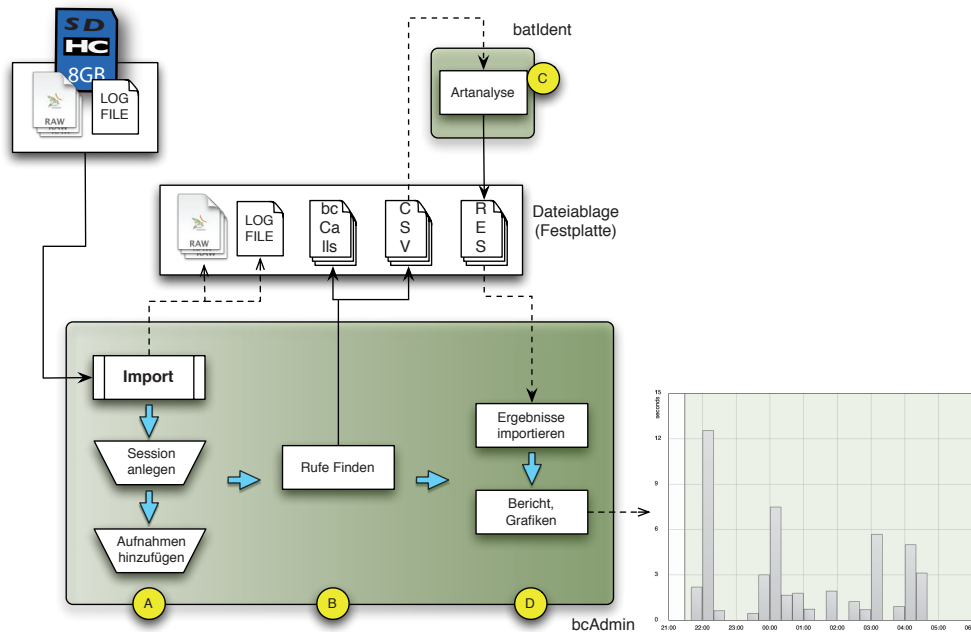 SD
HC
8GB
RAW
RAW
LOG
FILE
batIdent
C
Artanalyse
RAW
RAW
LOG
FILE
bc
Ca
lls
C
S
V
R
E
S
Dateiablage
(Festplatte)
Import
Session
anlegen
Aufnahmen
hinzufügen
Rufe Finden
Ergebnisse
importieren
Bericht,
Grafiken
A
B
D
bcAdmin
seconds
15
12
9
6
3
0
21:00 22:00 23:00 00:00 01:00 02:00 03:00 04:00 05:00 06